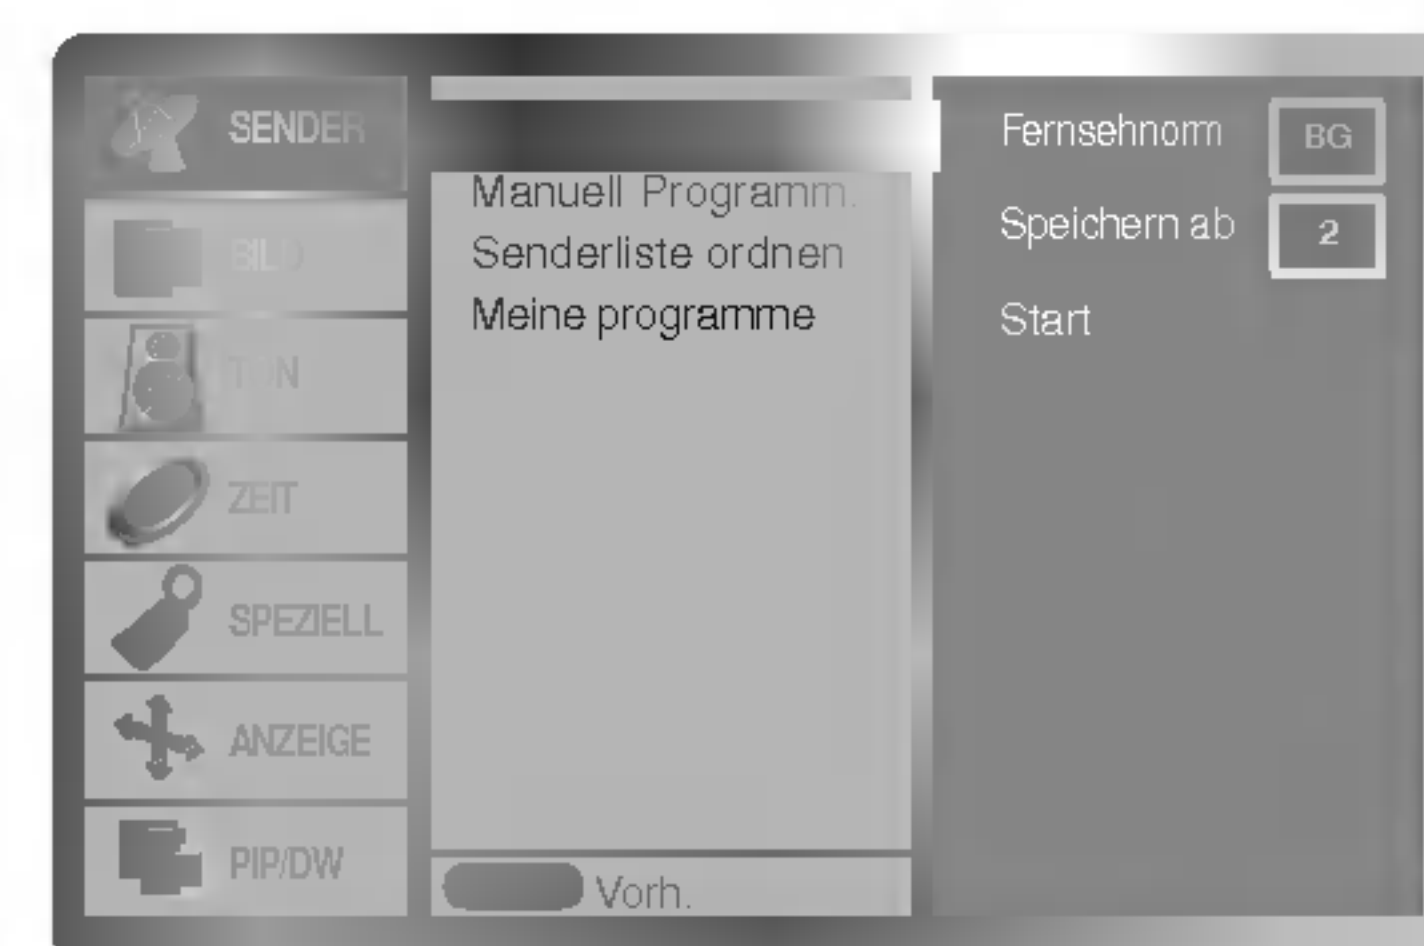 SENDER
BILD
TON
ZEIT
SPEZIELL
ANZEIGE
PIP/DW
Manuell Programm.
Senderliste ordnen
Meine programme
Vorh.
Fernsehnorm BG
Speichern ab 2
Start